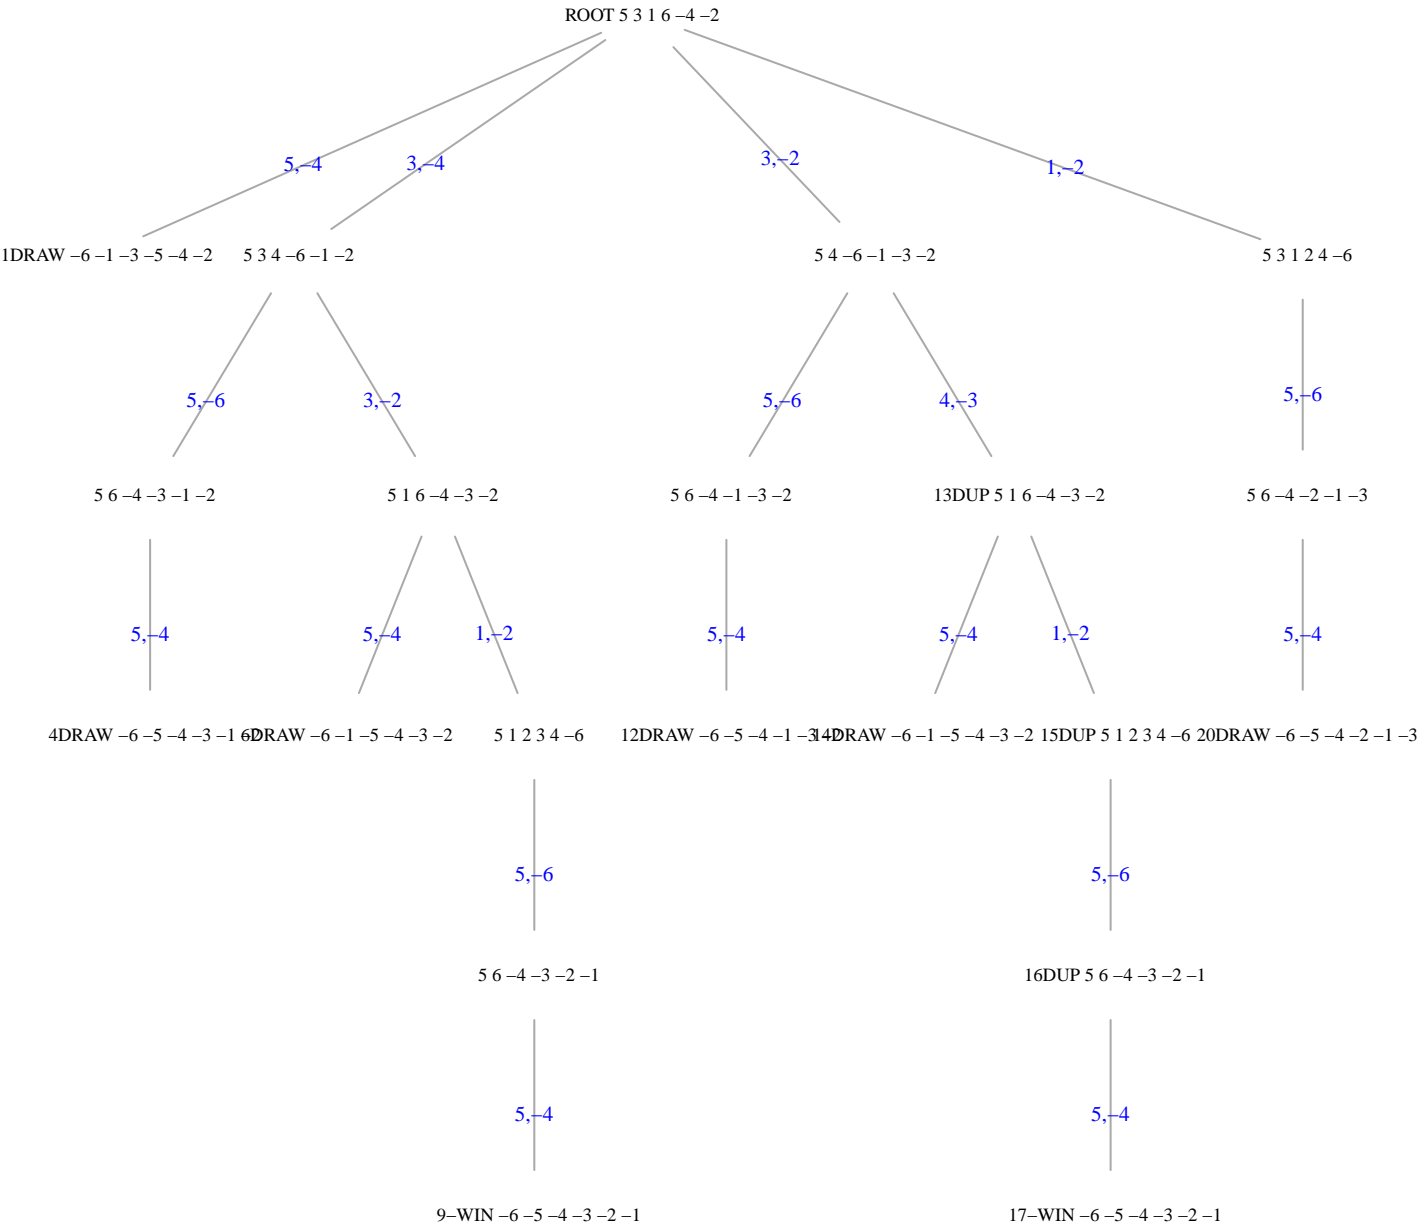 ROOT 5 3 1 6 –4 –2
5,–4 3,–4 3,–2 1,–2
1DRAW –6 –1 –3 –5 –4 –2 5 3 4 –6 –1 –2 5 4 –6 –1 –3 –2 5 3 1 2 4 –6
5,–6 3,–2 5,–6 4,–3 5,–6
5 6 –4 –3 –1 –2 5 1 6 –4 –3 –2 5 6 –4 –1 –3 –2 13DUP 5 1 6 –4 –3 –2 5 6 –4 –2 –1 –3
5,–4 5,–4 1,–2 5,–4 5,–4 1,–2 5,–4
4DRAW –6 –5 –4 –3 –1 –2 6DRAW –6 –1 –5 –4 –3 –2 5 1 2 3 4 –6 12DRAW –6 –5 –4 –1 –3 –2 14DRAW –6 –1 –5 –4 –3 –2 15DUP 5 1 2 3 4 –6 20DRAW –6 –5 –4 –2 –1 –3
5,–6 5,–6
5 6 –4 –3 –2 –1 16DUP 5 6 –4 –3 –2 –1
5,–4 5,–4
9–WIN –6 –5 –4 –3 –2 –1 17–WIN –6 –5 –4 –3 –2 –1